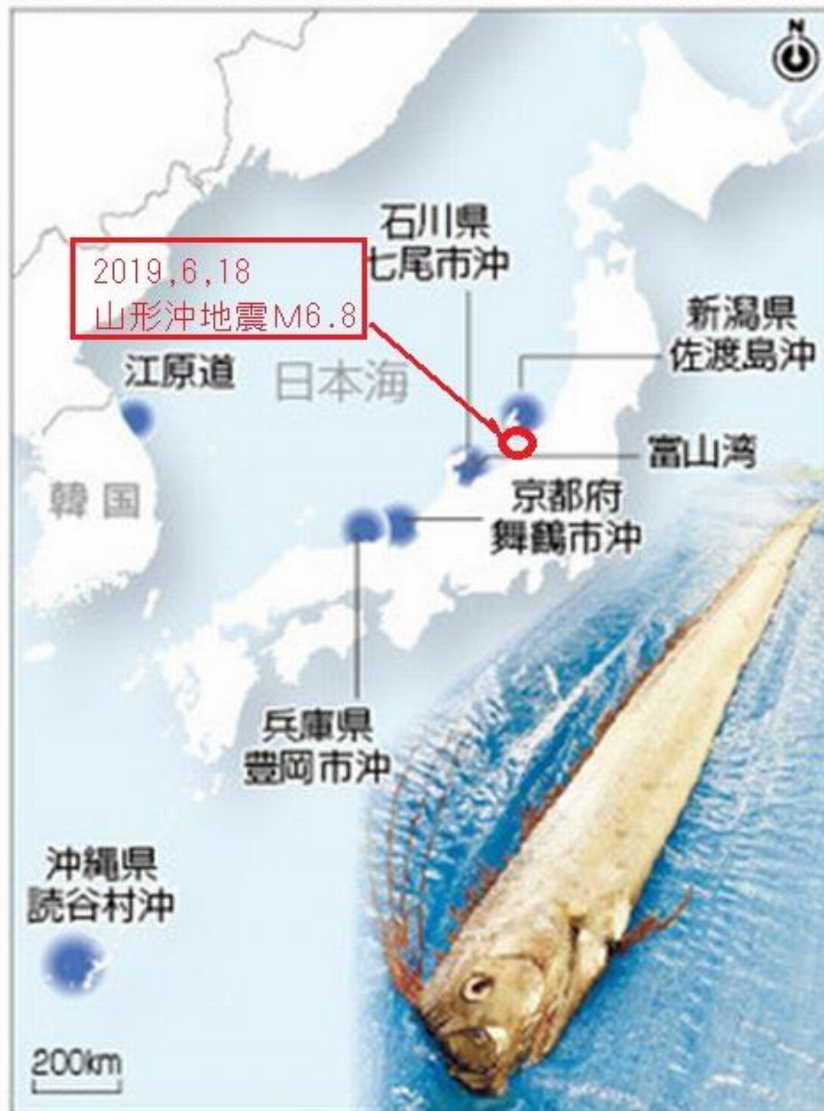 N
石川県
七尾市沖
2019,6,18
山形沖地震M6.8
新潟県
佐渡島沖
江原道
日本海
富山湾
韓国
京都府
舞鶴市沖
兵庫県
豊岡市沖
沖縄県
読谷村沖
200km